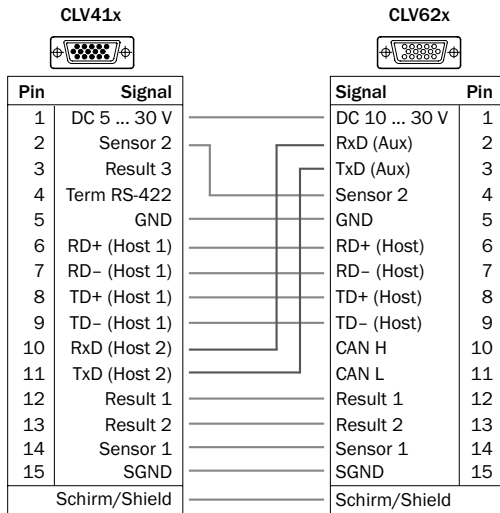 CLV41x CLV62x
Pin Signal Signal Pin
1 DC 5 ... 30 V DC 10 ... 30 V 1
2 Sensor 2 RxD (Aux) 2
3 Result 3 TxD (Aux) 3
4 Term RS-422 Sensor 2 4
5 GND GND 5
6 RD+ (Host 1) RD+ (Host) 6
7 RD– (Host 1) RD– (Host) 7
8 TD+ (Host 1) TD+ (Host) 8
9 TD– (Host 1) TD– (Host) 9
10 RxD (Host 2) CAN H 10
11 TxD (Host 2) CAN L 11
12 Result 1 Result 1 12
13 Result 2 Result 2 13
14 Sensor 1 Sensor 1 14
15 SGND SGND 15
Schirm/Shield Schirm/Shield